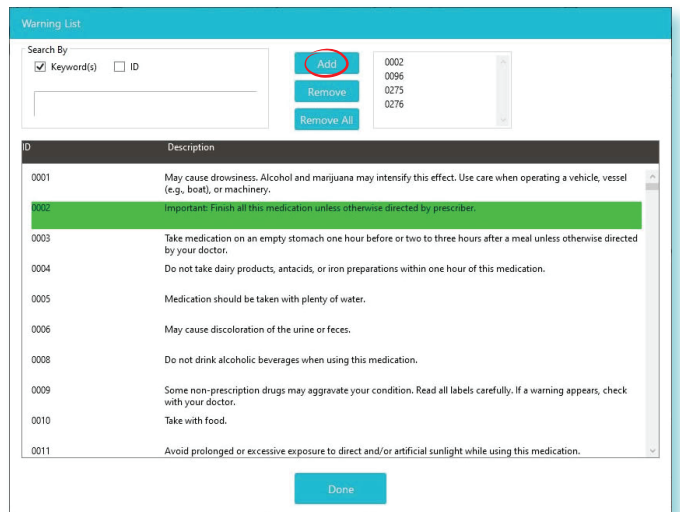 Warning List
Search By
Keyword(s) ID
Add
Remove
Remove All
0002
0096
0275
0276
ID Description
0001 May cause drowsiness. Alcohol and marijuana may intensify this effect. Use care when operating a vehicle, vessel
(e.g., boat), or machinery.
0002 Important: Finish all this medication unless otherwise directed by prescriber.
0003 Take medication on an empty stomach one hour before or two to three hours after a meal unless otherwise directed
by your doctor.
0004 Do not take dairy products, antacids, or iron preparations within one hour of this medication.
0005 Medication should be taken with plenty of water.
0006 May cause discoloration of the urine or feces.
0008 Do not drink alcoholic beverages when using this medication.
0009 Some non-prescription drugs may aggravate your condition. Read all labels carefully. If a warning appears, check
with your doctor.
0010 Take with food.
0011 Avoid prolonged or excessive exposure to direct and/or artificial sunlight while using this medication.
Done